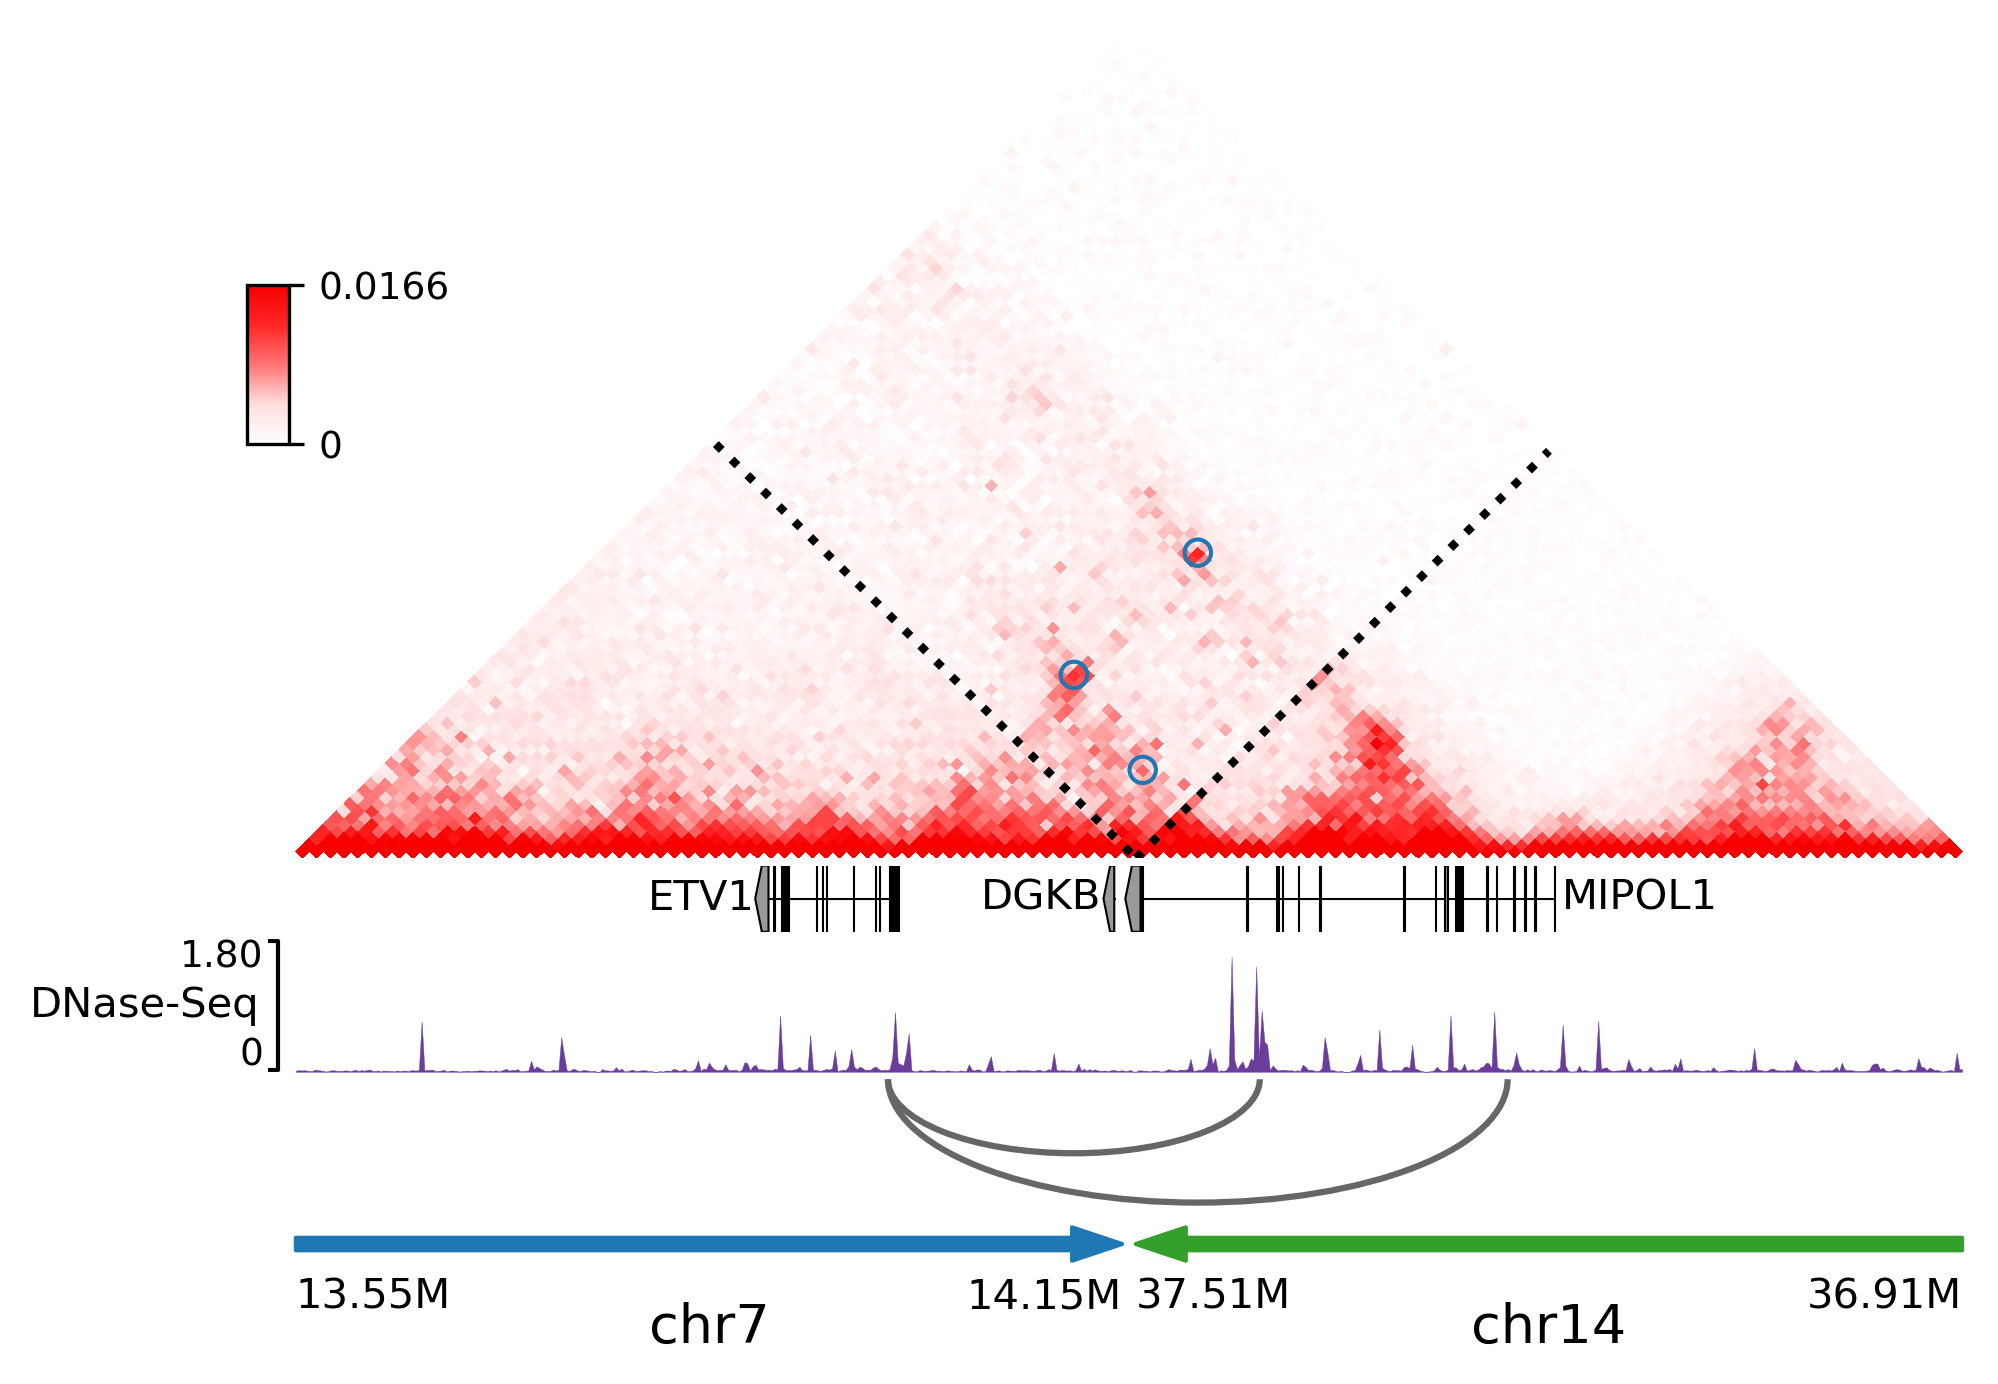 0.0166
0
ETV1
DGKB
MIPOL1
1.80
DNase-Seq
0
13.55M
14.15M
37.51M
36.91M
chr7
chr14